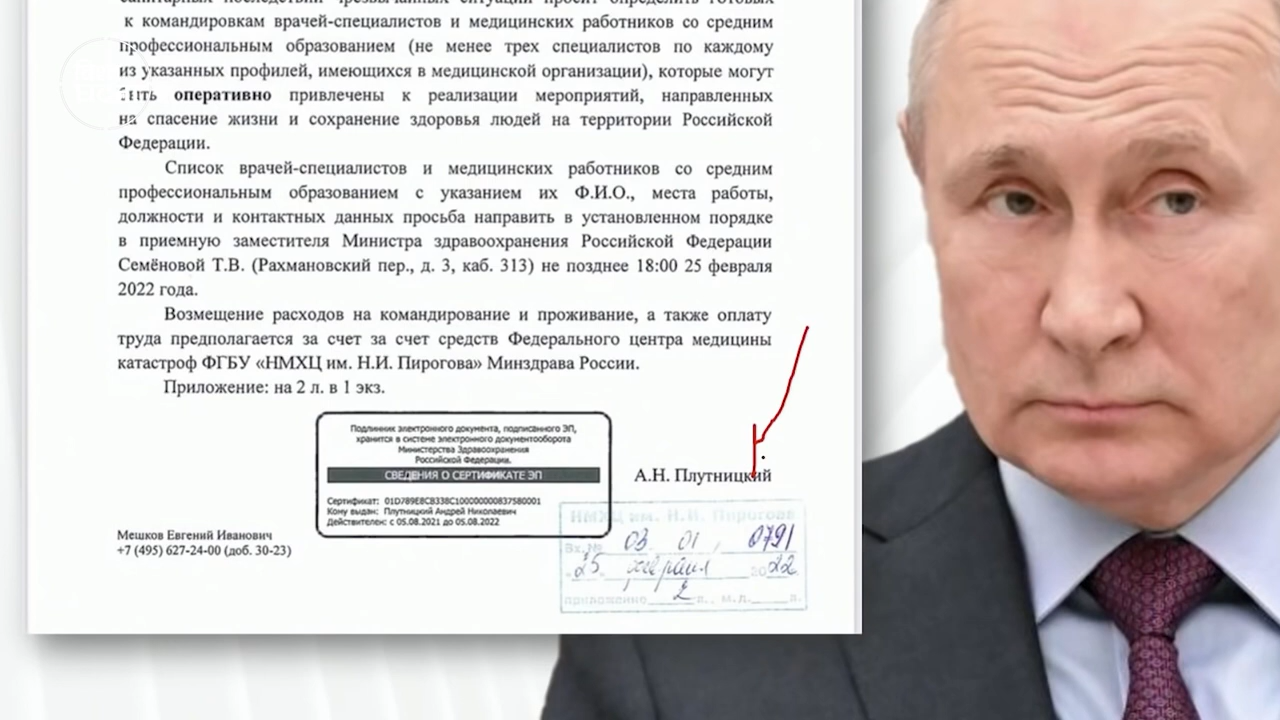 санитарных последствий чрезвычайных ситуаций просит определить готовых
к командировкам врачей-специалистов и медицинских работников со средним
профессиональным образованием (не менее трех специалистов по каждому
из указанных профилей, имеющихся в медицинской организации), которые могут
быть оперативно привлечены к реализации мероприятий, направленных
на спасение жизни и сохранение здоровья людей на территории Российской
Федерации.
Список врачей-специалистов и медицинских работников со средним
профессиональным образованием с указанием их Ф.И.О., места работы,
должности и контактных данных просьба направить в установленном порядке
в приемную заместителя Министра здравоохранения Российской Федерации
Семёновой Т.В. (Рахмановский пер., д. 3, каб. 313) не позднее 18:00 25 февраля
2022 года.
Возмещение расходов на командирование и проживание, а также оплату
труда предполагается за счет за счет средств Федерального центра медицины
катастроф ФГБУ «НМХЦ им. Н.И. Пирогова» Минздрава России.
Приложение: на 2 л. в 1 экз.
Подлинник электронного документа, подписанного ЭП,
хранится в системе электронного документооборота
Министерства Здравоохранения
Российской Федерации.
СВЕДЕНИЯ О СЕРТИФИКАТЕ ЭП
Сертификат: 01D789E8CB338C100000000837580001
Кому выдан: Плутницкий Андрей Николаевич
Действителен: с 05.08.2021 до 05.08.2022
А.Н. Плутницкий
НМХЦ им. Н.И. Пирогова
Вх.№ 03 01, 0791
"25" февраля 2022
приложение 2 л., м.д. л.
Мешков Евгений Иванович
+7 (495) 627-24-00 (доб. 30-23)